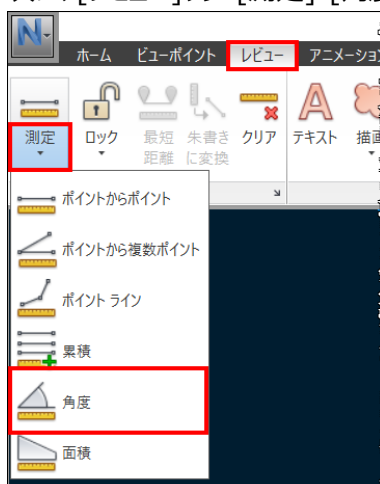 N
ホーム ビューポイント レビュー アニメーション
測定 ロック 最短距離 朱書きに変換 クリア テキスト 描画
ポイントからポイント
ポイントから複数ポイント
ポイント ライン
累積
角度
面積